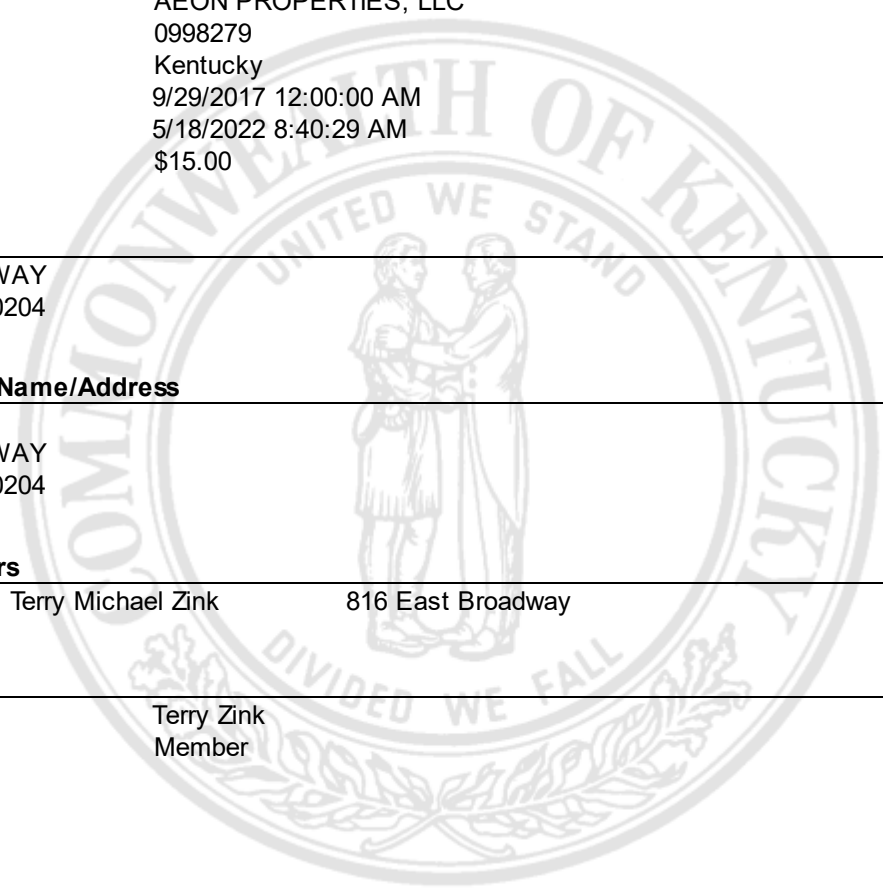 AEON PROPERTIES, LLC
0998279
Kentucky
9/29/2017 12:00:00 AM
5/18/2022 8:40:29 AM
$15.00
COMMONWEALTH OF KENTUCKY
UNITED WE STAND
WAY
0204
Name/Address
WAY
0204
rs
Terry Michael Zink 816 East Broadway
DIVIDED WE FALL
Terry Zink
Member